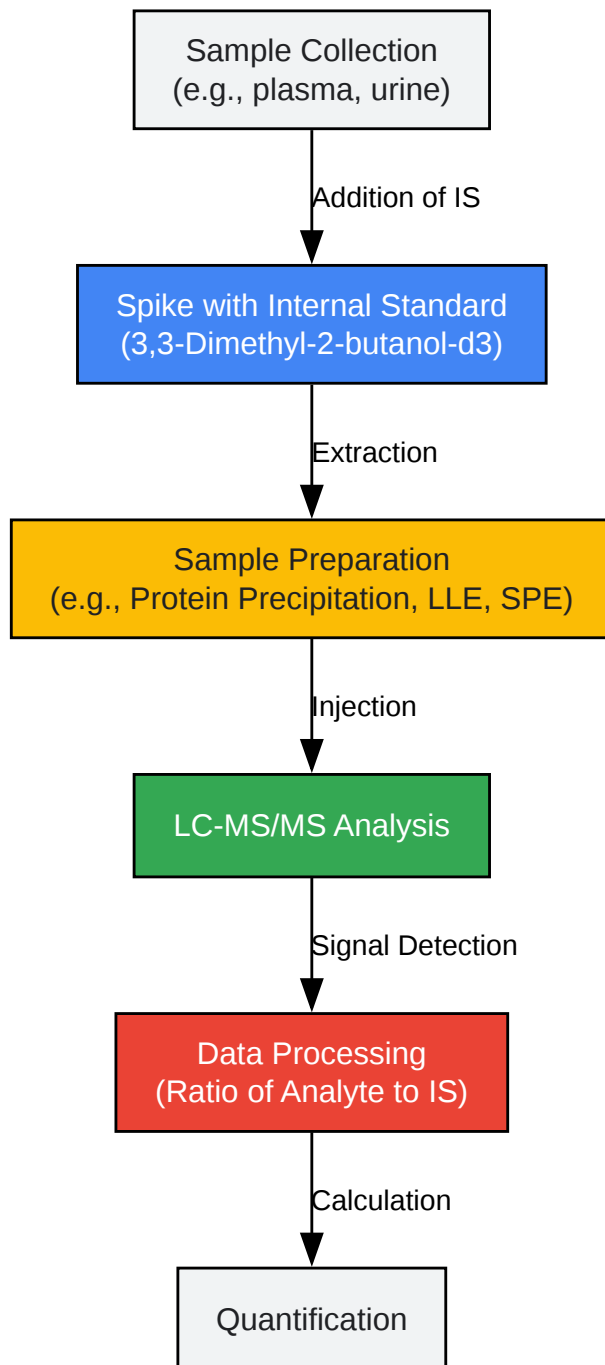 Sample Collection
(e.g., plasma, urine)
Addition of IS
Spike with Internal Standard
(3,3-Dimethyl-2-butanol-d3)
Extraction
Sample Preparation
(e.g., Protein Precipitation, LLE, SPE)
Injection
LC-MS/MS Analysis
Signal Detection
Data Processing
(Ratio of Analyte to IS)
Calculation
Quantification